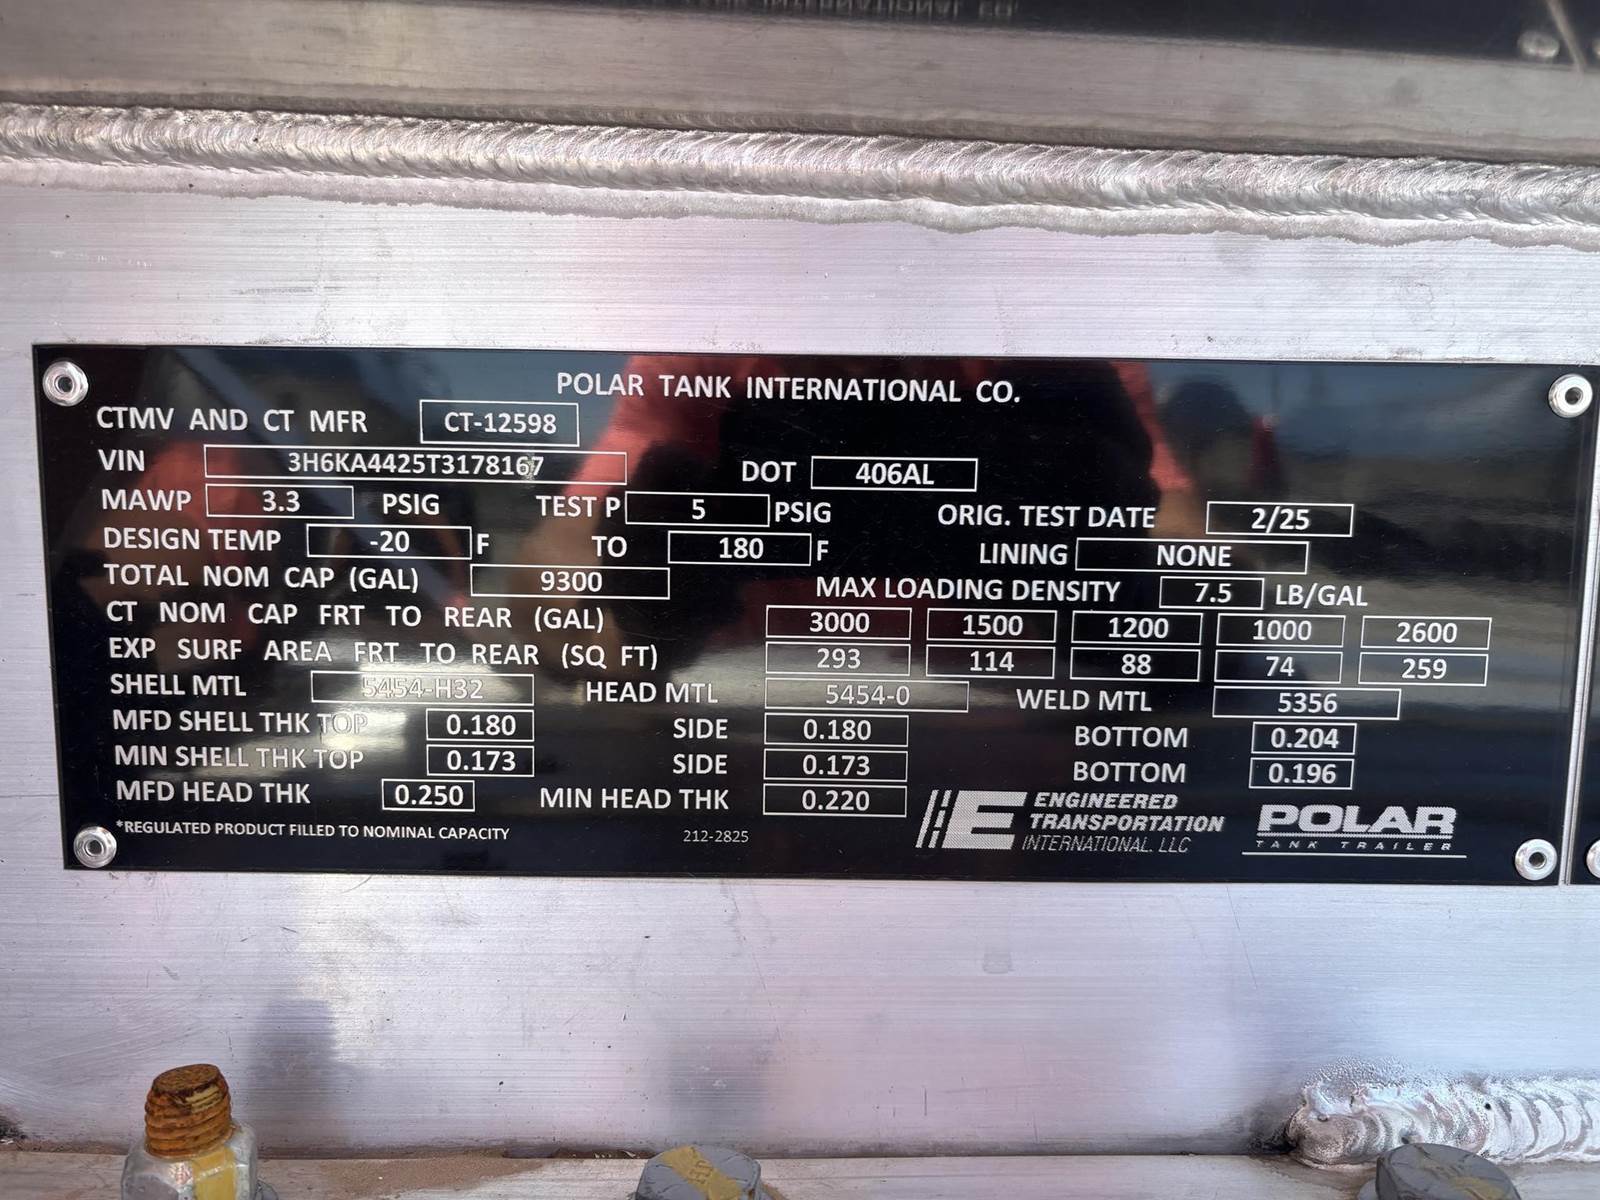 POLAR TANK INTERNATIONAL CO.
CTMV AND CT MFR CT-12598
VIN 3H6KA4425T3178167 DOT 406AL
MAWP 3.3 PSIG TEST P 5 PSIG ORIG. TEST DATE 2/25
DESIGN TEMP -20 F TO 180 F LINING NONE
TOTAL NOM CAP (GAL) 9300 MAX LOADING DENSITY 7.5 LB/GAL
CT NOM CAP FRT TO REAR (GAL) 3000 1500 1200 1000 2600
EXP SURF AREA FRT TO REAR (SQ FT) 293 114 88 74 259
SHELL MTL 5454-H32 HEAD MTL 5454-0 WELD MTL 5356
MFD SHELL THK TOP 0.180 SIDE 0.180 BOTTOM 0.204
MIN SHELL THK TOP 0.173 SIDE 0.173 BOTTOM 0.196
MFD HEAD THK 0.250 MIN HEAD THK 0.220
*REGULATED PRODUCT FILLED TO NOMINAL CAPACITY 212-2825
ENGINEERED
TRANSPORTATION
INTERNATIONAL, LLC
POLAR
TANK TRAILER